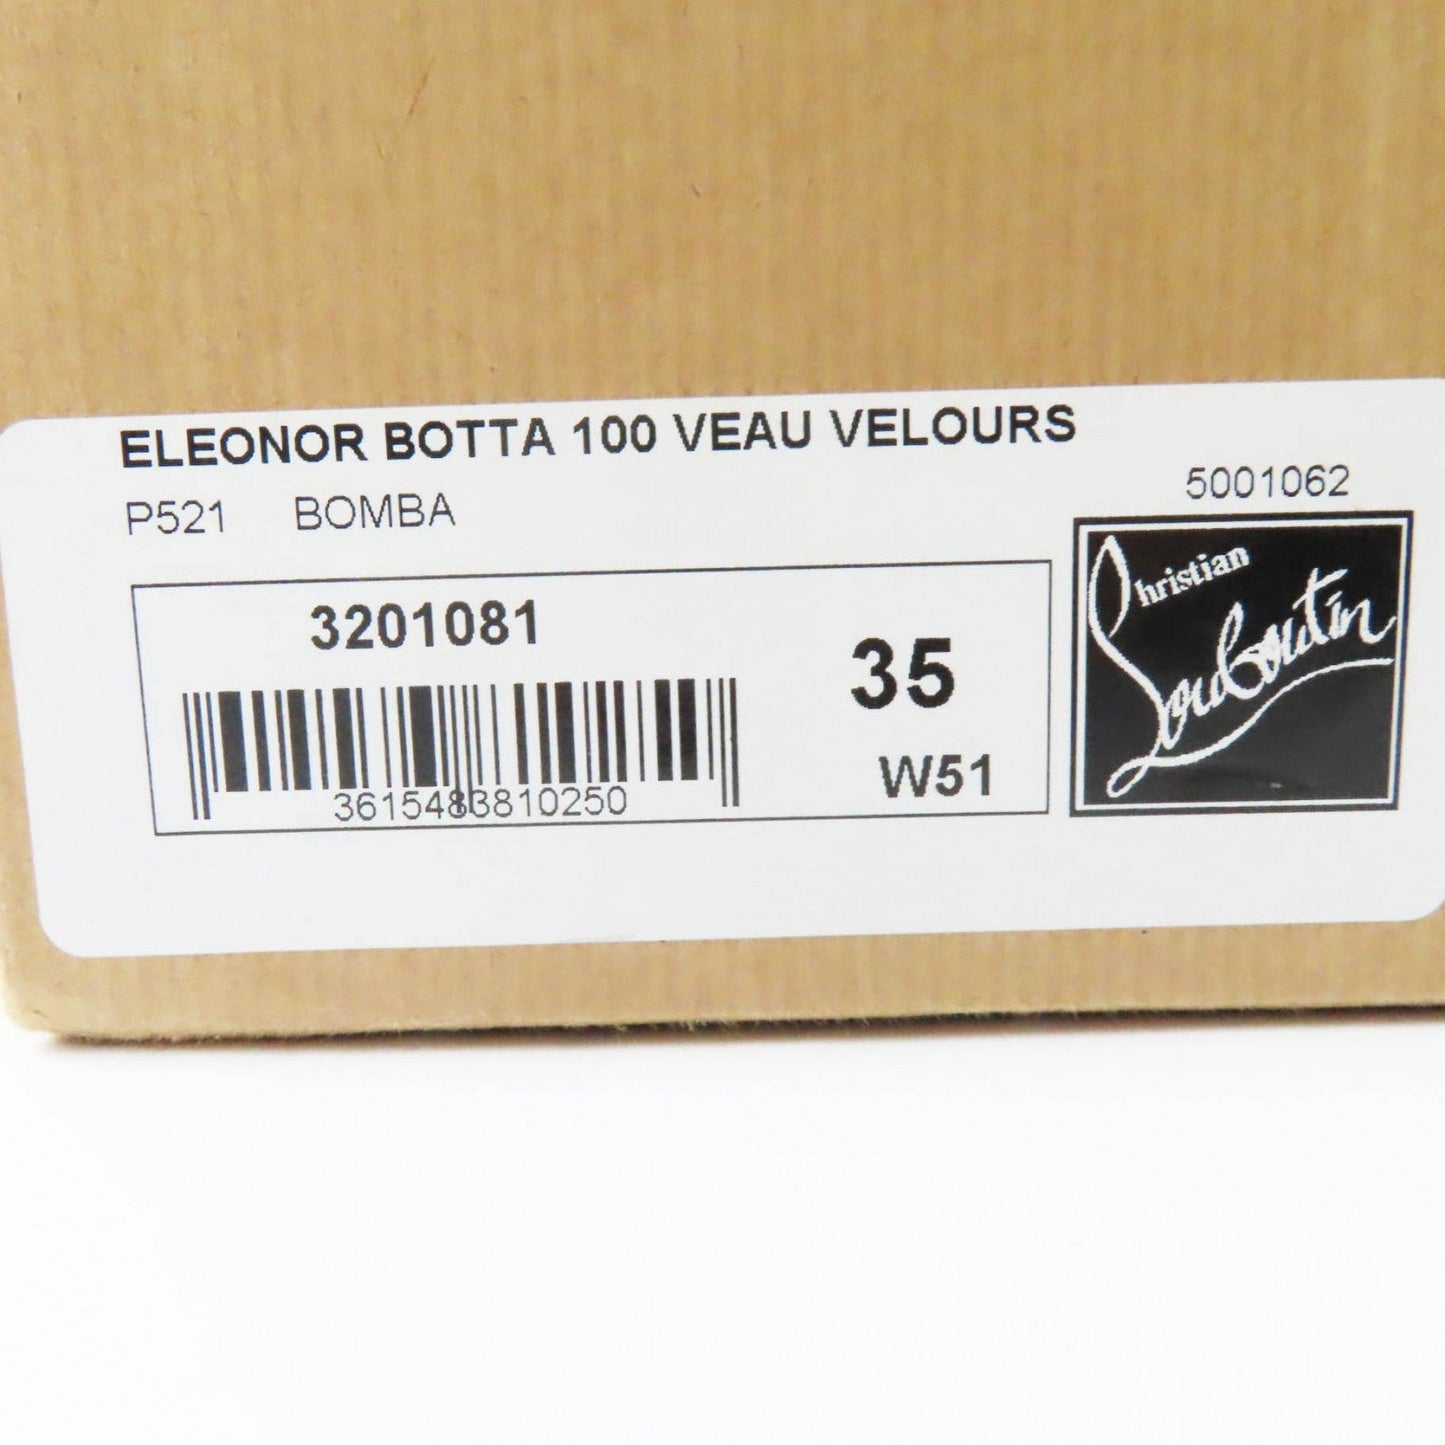 ELEONOR BOTTA 100 VEAU VELOURS
P521 BOMBA
5001062
3201081
35
W51
3615483810250
Christian
Louboutin